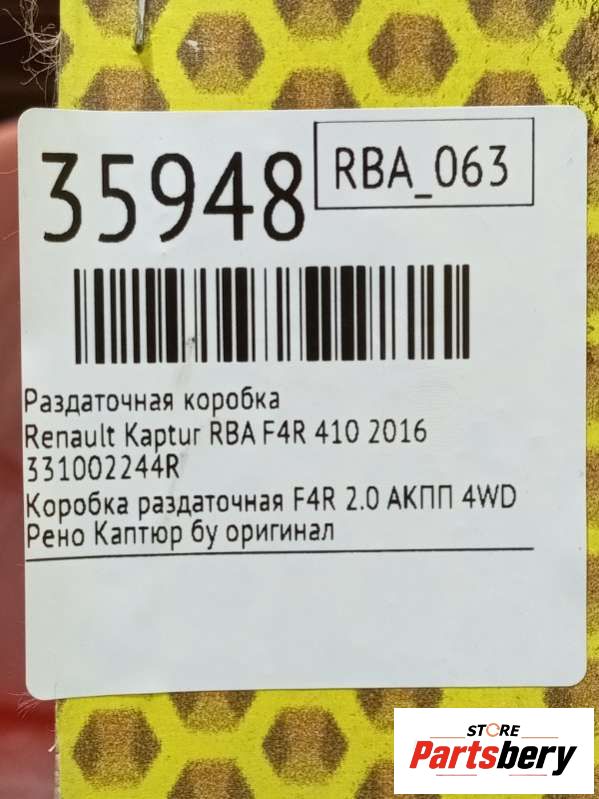 35948
RBA_063
Раздаточная коробка
Renault Kaptur RBA F4R 410 2016
331002244R
Коробка раздаточная F4R 2.0 АКПП 4WD
Рено Каптюр бу оригинал
STORE
Partsbery